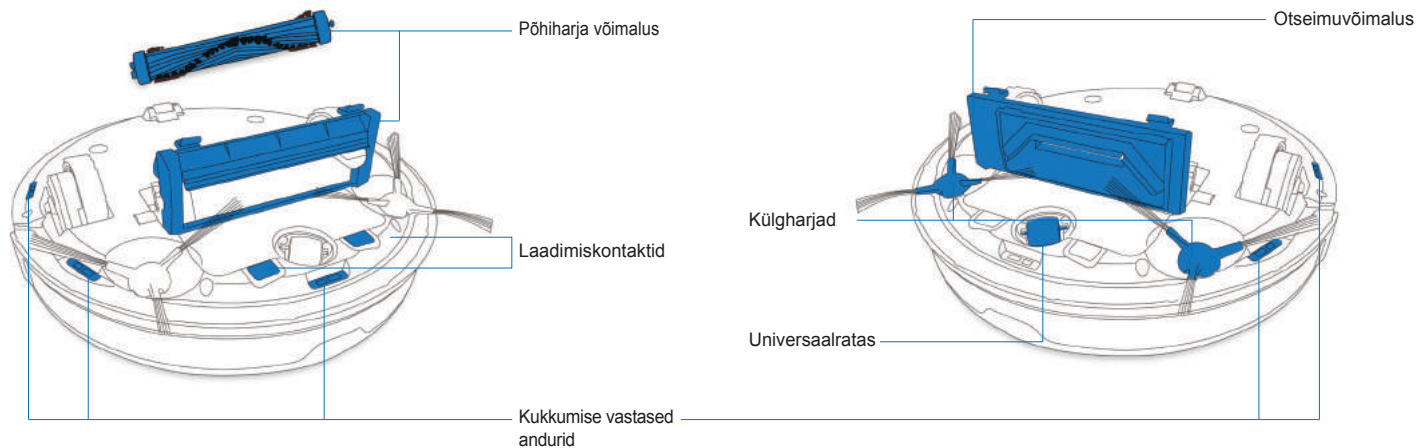 Põhiharja võimalus
Otseimuvõimalus
Külgharjad
Laadimiskontaktid
Universaalratas
Kukkumise vastased
andurid